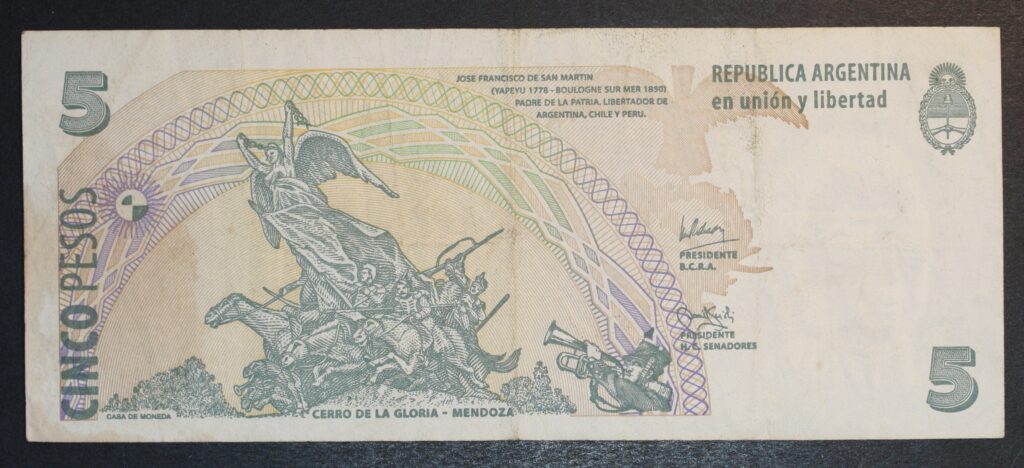 5
CINCO PESOS
JOSE FRANCISCO DE SAN MARTIN
(YAPEYU 1778 - BOULOGNE SUR MER 1850)
PADRE DE LA PATRIA. LIBERTADOR DE
ARGENTINA, CHILE Y PERU.
REPUBLICA ARGENTINA
en unión y libertad
PRESIDENTE
B.C.R.A.
PRESIDENTE
H. C. SENADORES
CASA DE MONEDA
CERRO DE LA GLORIA - MENDOZA
5